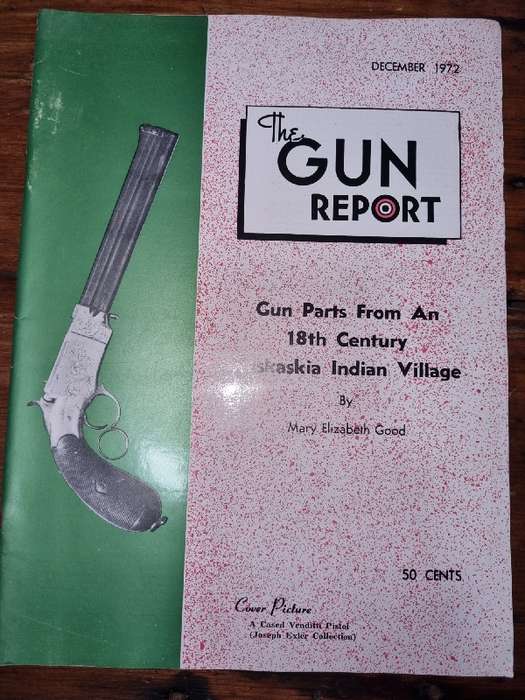 DECEMBER 1972
The
GUN
REPORT
Gun Parts From An
18th Century
Indian Village
By
Mary Elizabeth Good
50 CENTS
Cover Picture
A Cased Venditti Pistol
(Joseph Exler Collection)